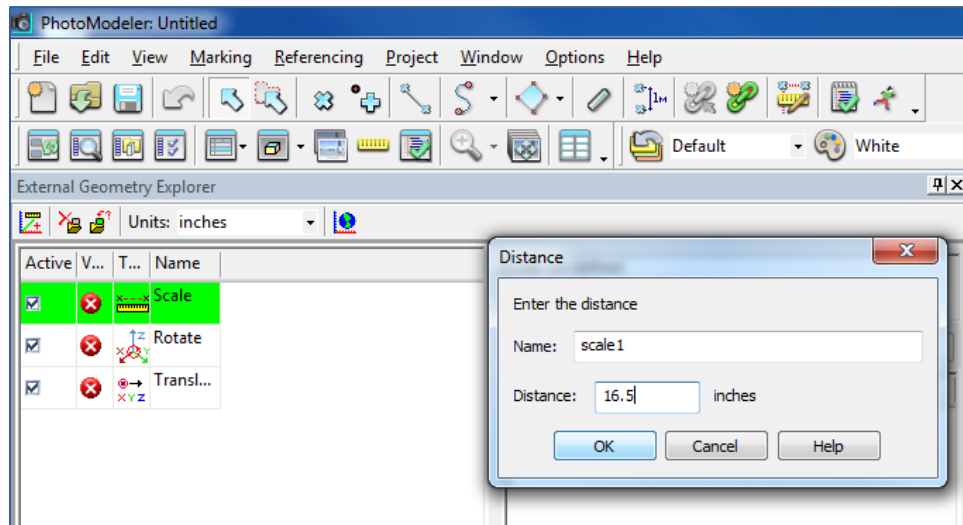 PhotoModeler: Untitled
File Edit View Marking Referencing Project Window Options Help
Default White
External Geometry Explorer
Units: inches
Active V... T... Name
Scale
Rotate
Transl...
Distance
Enter the distance
Name: scale1
Distance: 16.5 inches
OK Cancel Help